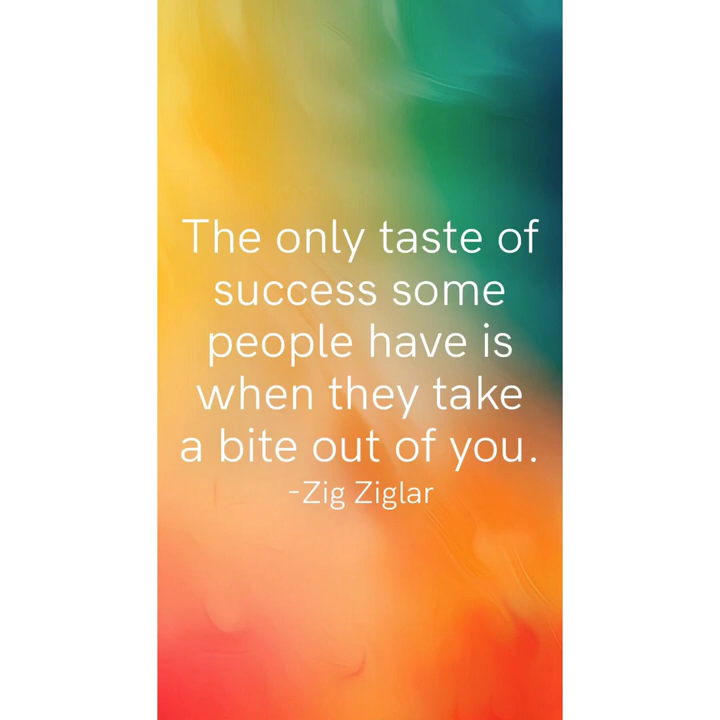 The only taste of
success some
people have is
when they take
a bite out of you.
-Zig Ziglar